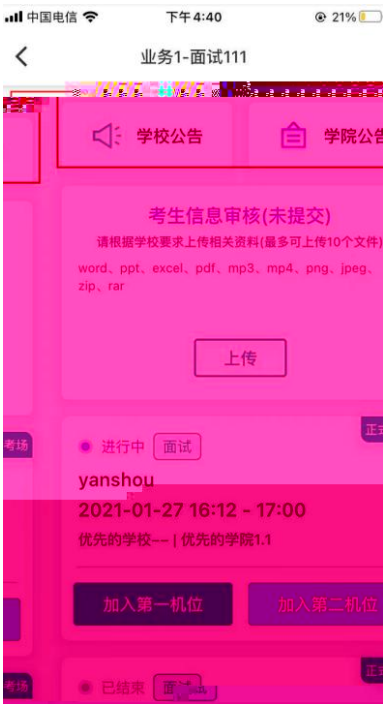 中国电信 下午4:40 21%
业务1-面试111
学校公告 学院公告
考生信息审核(未提交)
请根据学校要求上传相关资料(最多可上传10个文件)
word、ppt、excel、pdf、mp3、mp4、png、jpeg、
zip、rar
上传
考场
正式
进行中 面试
yanshou
2021-01-27 16:12 - 17:00
优先的学校-- | 优先的学院1.1
加入第一机位 加入第二机位
考场
已结束